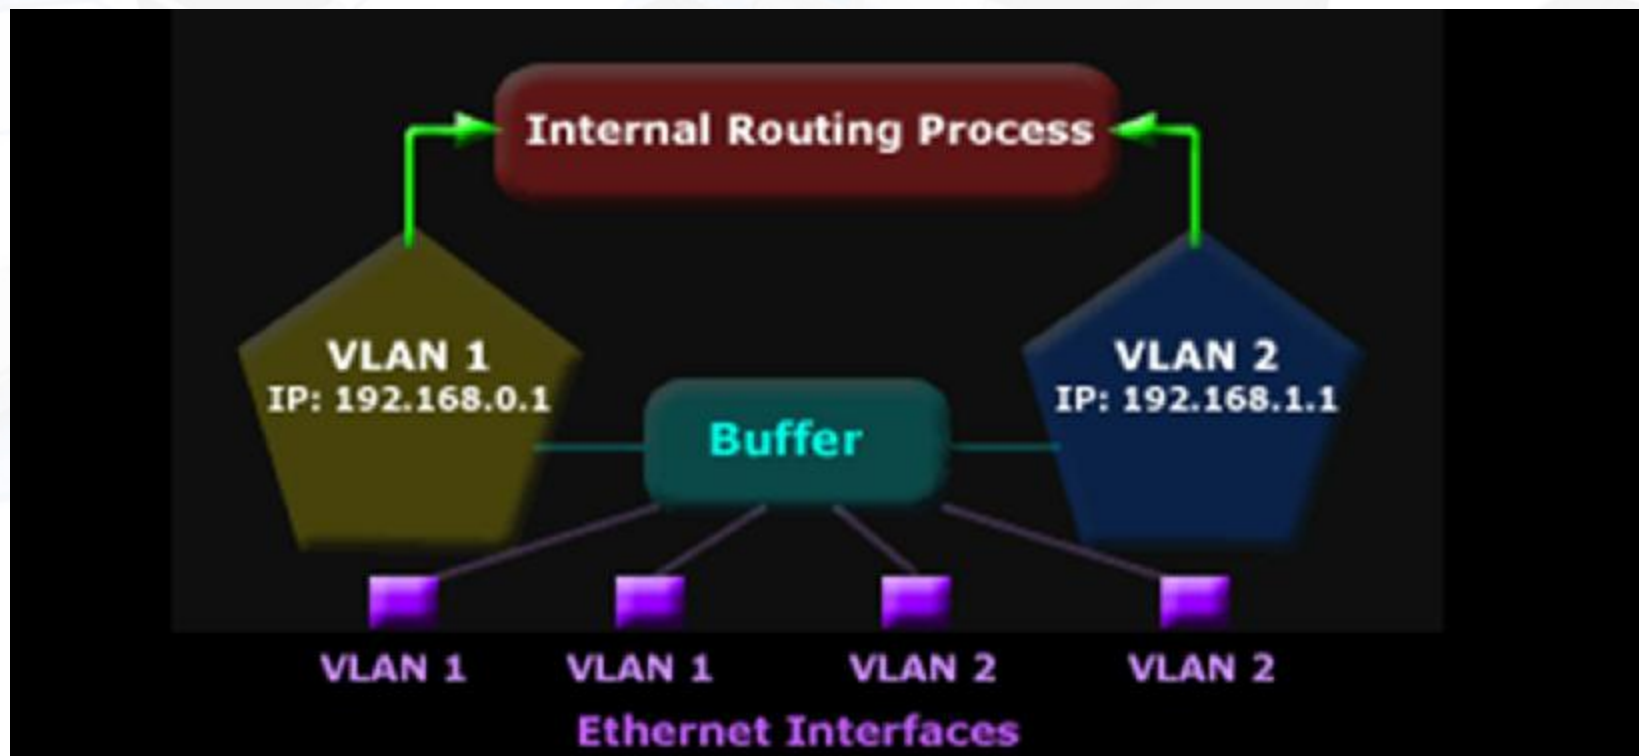 Internal Routing Process
VLAN 1
IP: 192.168.0.1
VLAN 2
IP: 192.168.1.1
Buffer
VLAN 1
VLAN 1
VLAN 2
VLAN 2
Ethernet Interfaces